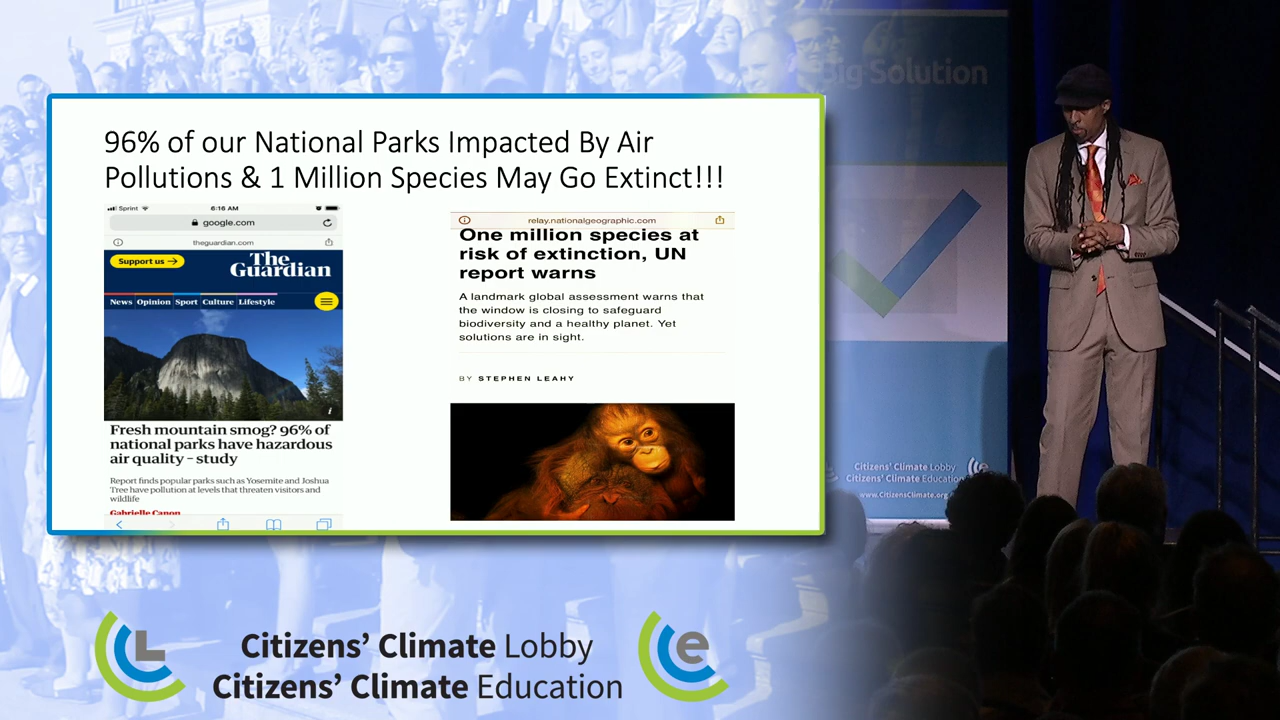 Big Solution
96% of our National Parks Impacted By Air
Pollutions & 1 Million Species May Go Extinct!!!
Sprint 6:16 AM
google.com
theguardian.com
Support us →
The
Guardian
News Opinion Sport Culture Lifestyle
i
Fresh mountain smog? 96% of
national parks have hazardous
air quality – study
Report finds popular parks such as Yosemite and Joshua
Tree have pollution at levels that threaten visitors and
wildlife
Gabrielle Canon
relay.nationalgeographic.com
One million species at
risk of extinction, UN
report warns
A landmark global assessment warns that
the window is closing to safeguard
biodiversity and a healthy planet. Yet
solutions are in sight.
BY STEPHEN LEAHY
Citizens' Climate Lobby
Citizens' Climate Education
www.CitizensClimate.org
L
Citizens' Climate Lobby
Citizens' Climate Education
e